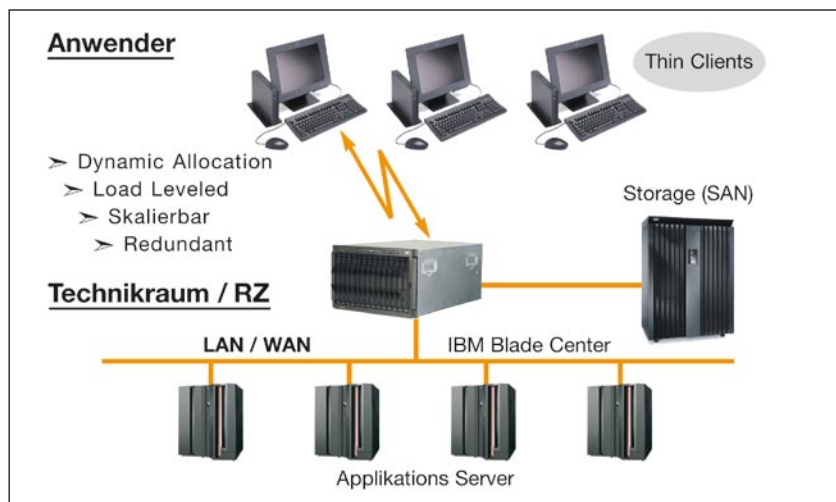 Anwender
Thin Clients
➢ Dynamic Allocation
➢ Load Leveled
➢ Skalierbar
➢ Redundant
Storage (SAN)
Technikraum / RZ
LAN / WAN
IBM Blade Center
Applikations Server